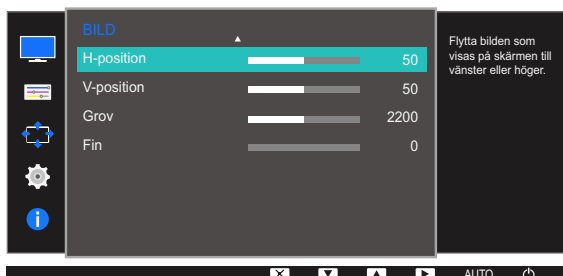 BILD
H-position 50
V-position 50
Grov 2200
Fin 0
Flytta bilden som
visas på skärmen till
vänster eller höger.
AUTO